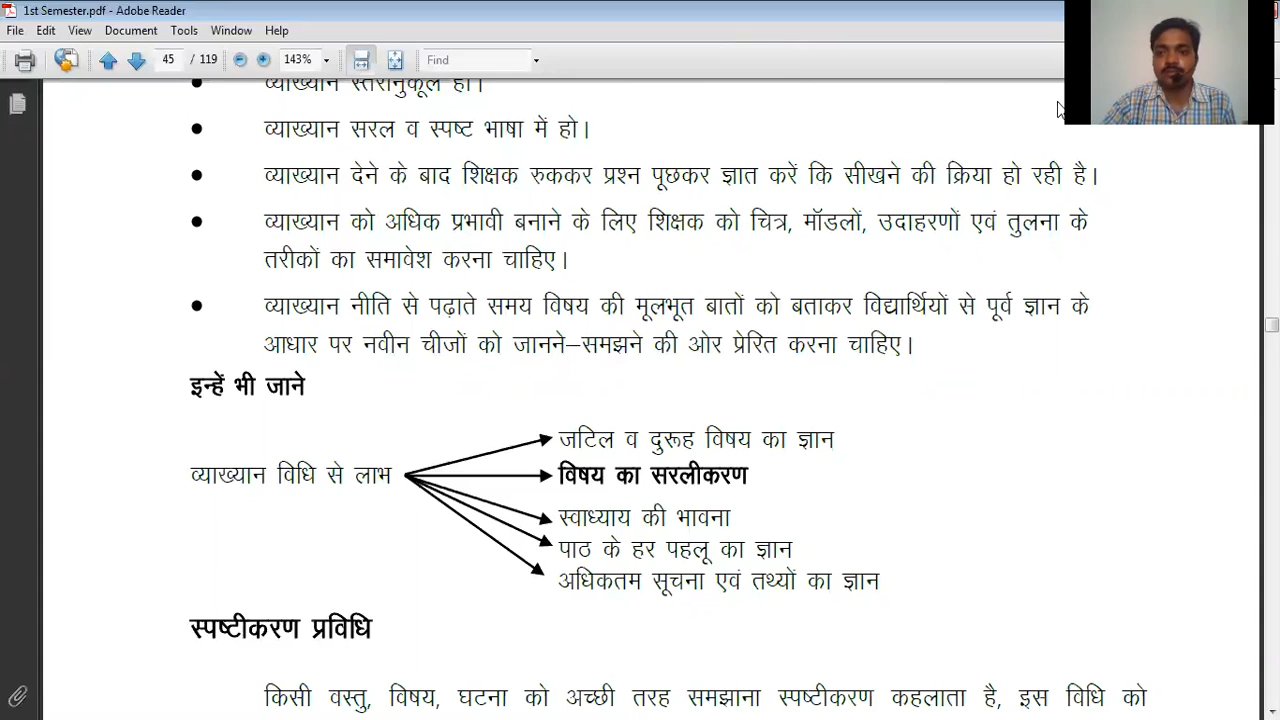 1st Semester.pdf - Adobe Reader
File Edit View Document Tools Window Help
45 / 119 143% Find
व्याख्यान स्तरानुकूल हो।
व्याख्यान सरल व स्पष्ट भाषा में हो।
व्याख्यान देने के बाद शिक्षक रुककर प्रश्न पूछकर ज्ञात करें कि सीखने की क्रिया हो रही है।
व्याख्यान को अधिक प्रभावी बनाने के लिए शिक्षक को चित्र, मॉडलों, उदाहरणों एवं तुलना के
तरीकों का समावेश करना चाहिए।
व्याख्यान नीति से पढ़ाते समय विषय की मूलभूत बातों को बताकर विद्यार्थियों से पूर्व ज्ञान के
आधार पर नवीन चीजों को जानने–समझने की ओर प्रेरित करना चाहिए।
इन्हें भी जाने
जटिल व दुरूह विषय का ज्ञान
व्याख्यान विधि से लाभ विषय का सरलीकरण
स्वाध्याय की भावना
पाठ के हर पहलू का ज्ञान
अधिकतम सूचना एवं तथ्यों का ज्ञान
स्पष्टीकरण प्रविधि
किसी वस्तु, विषय, घटना को अच्छी तरह समझाना स्पष्टीकरण कहलाता है, इस विधि को